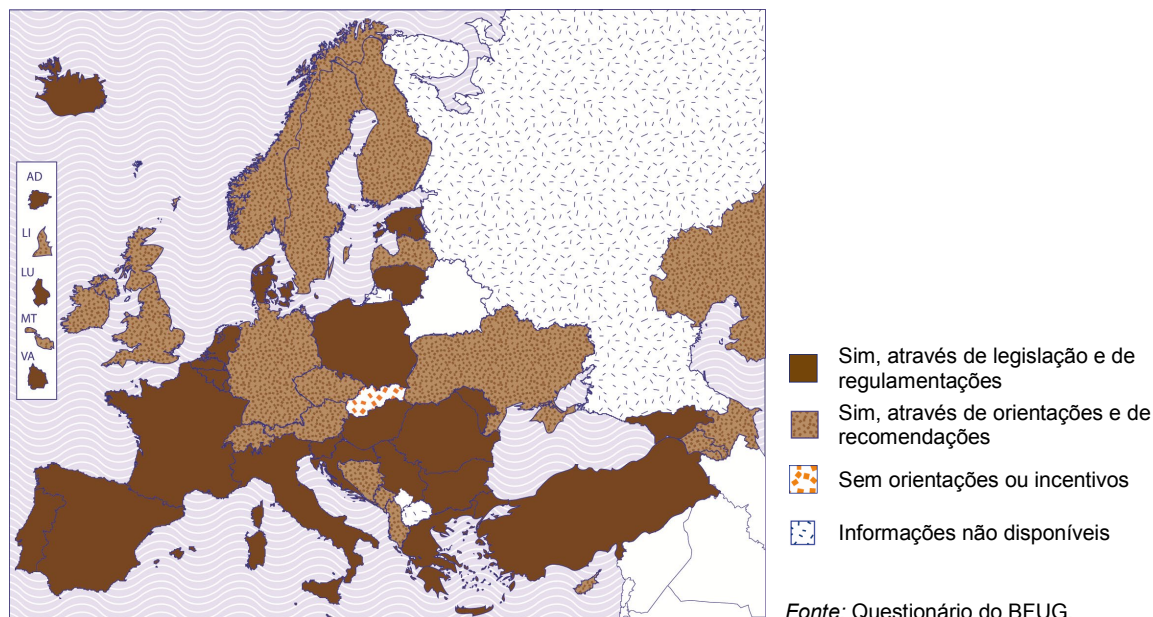 AD
LI
LU
MT
VA
Sim, através de legislação e de
regulamentações
Sim, através de orientações e de
recomendações
Sem orientações ou incentivos
Informações não disponíveis
Fonte: Questionário do BFUG